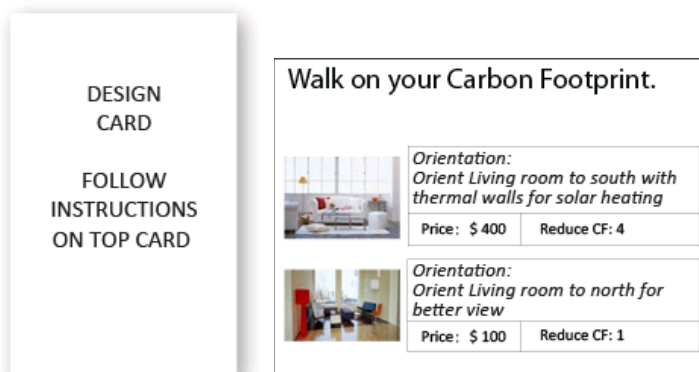 DESIGN
CARD
FOLLOW
INSTRUCTIONS
ON TOP CARD
Walk on your Carbon Footprint.
Orientation:
Orient Living room to south with
thermal walls for solar heating
Price: $ 400 Reduce CF: 4
Orientation:
Orient Living room to north for
better view
Price: $ 100 Reduce CF: 1